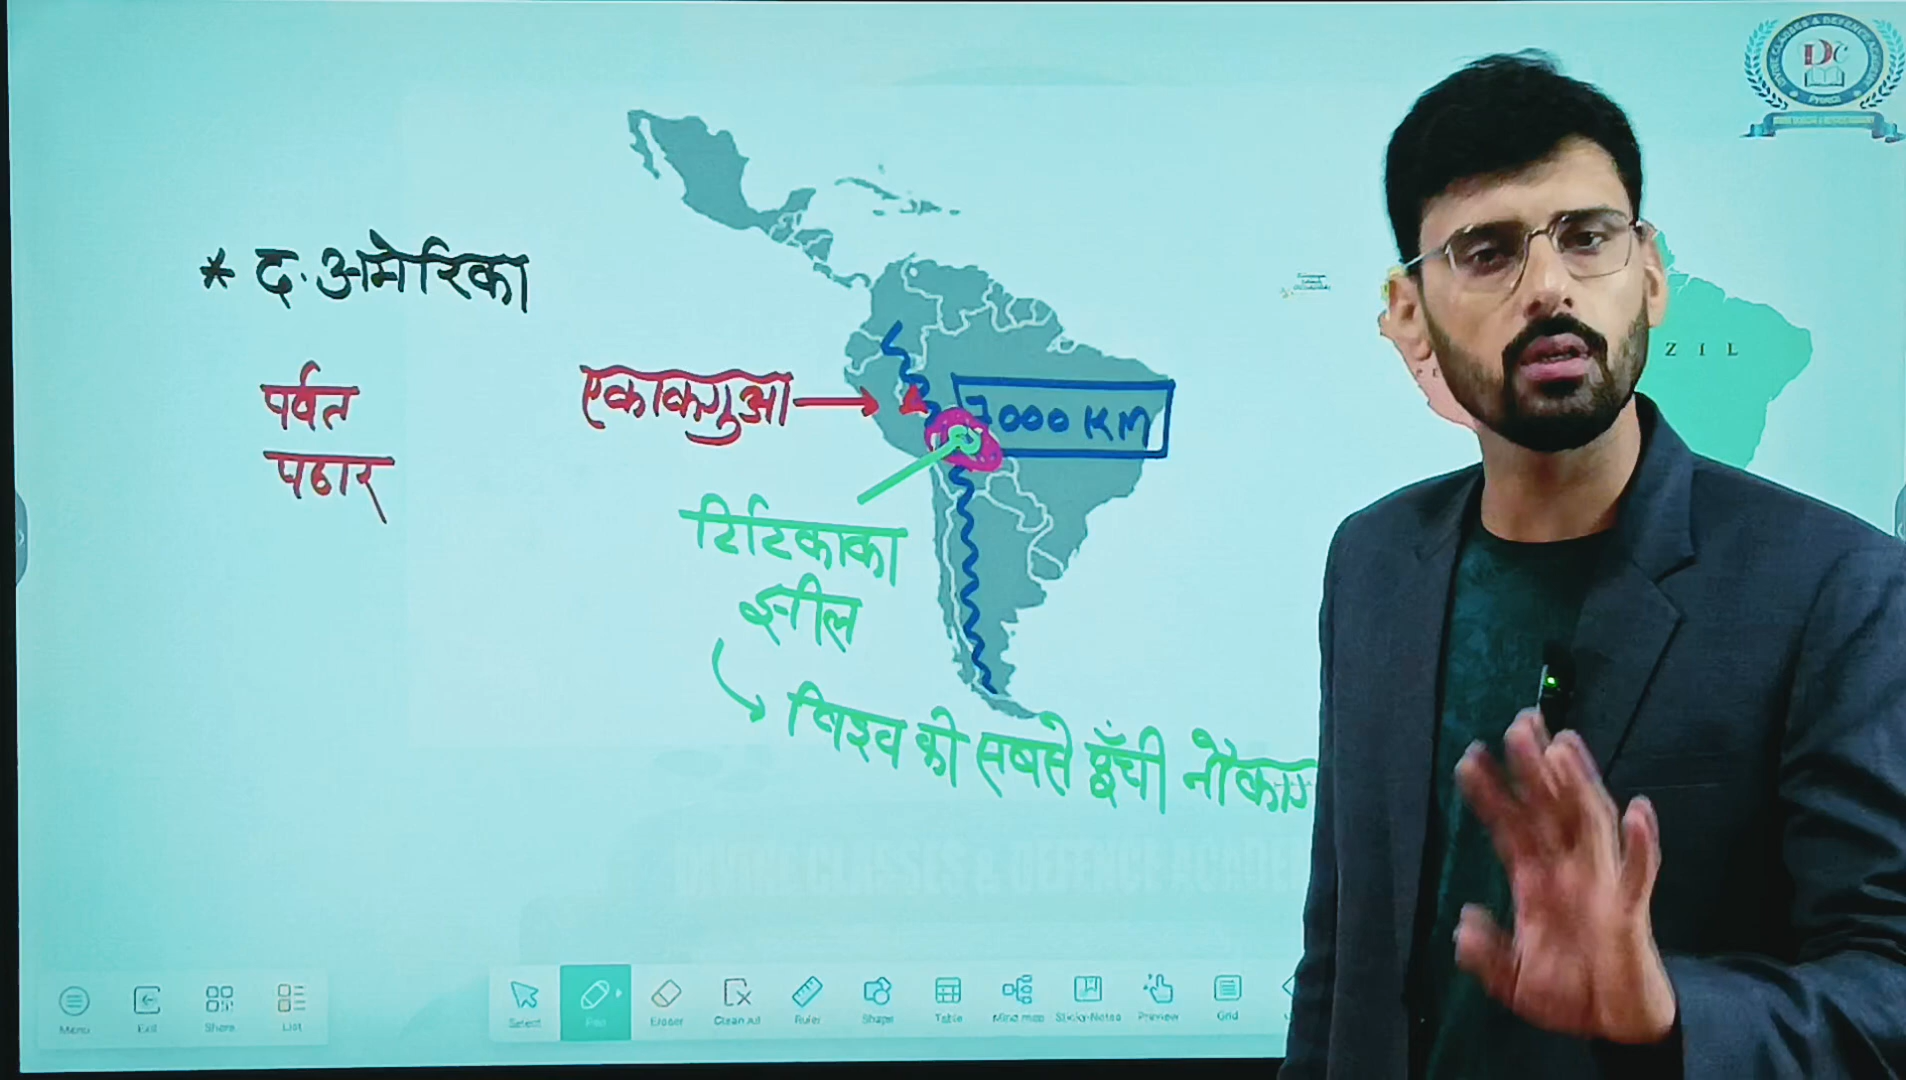 * द. अमेरिका
पर्वत
पठार
एकाकगुआ
7000 KM
टिटिकाका
झील
विश्व की सबसे ऊँची
Z I L
DC
Menu
Exit
Share
List
Select
Pen
Eraser
Clean All
Ruler
Shape
Table
Mind map
Sticky-Notes
Preview
Grid